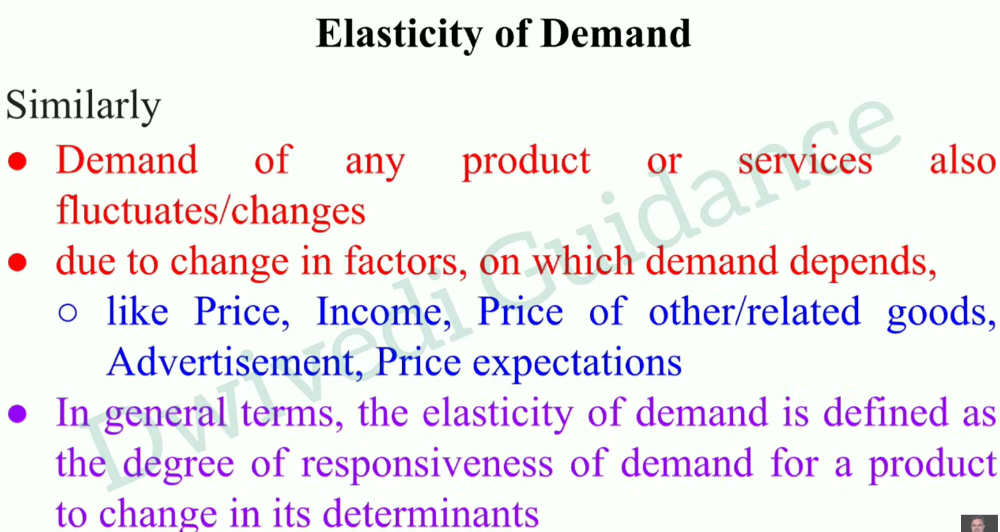 Elasticity of Demand
Similarly
● Demand of any product or services also
fluctuates/changes
● due to change in factors, on which demand depends,
○ like Price, Income, Price of other/related goods,
Advertisement, Price expectations
● In general terms, the elasticity of demand is defined as
the degree of responsiveness of demand for a product
to change in its determinants
Dwivedi Guidance